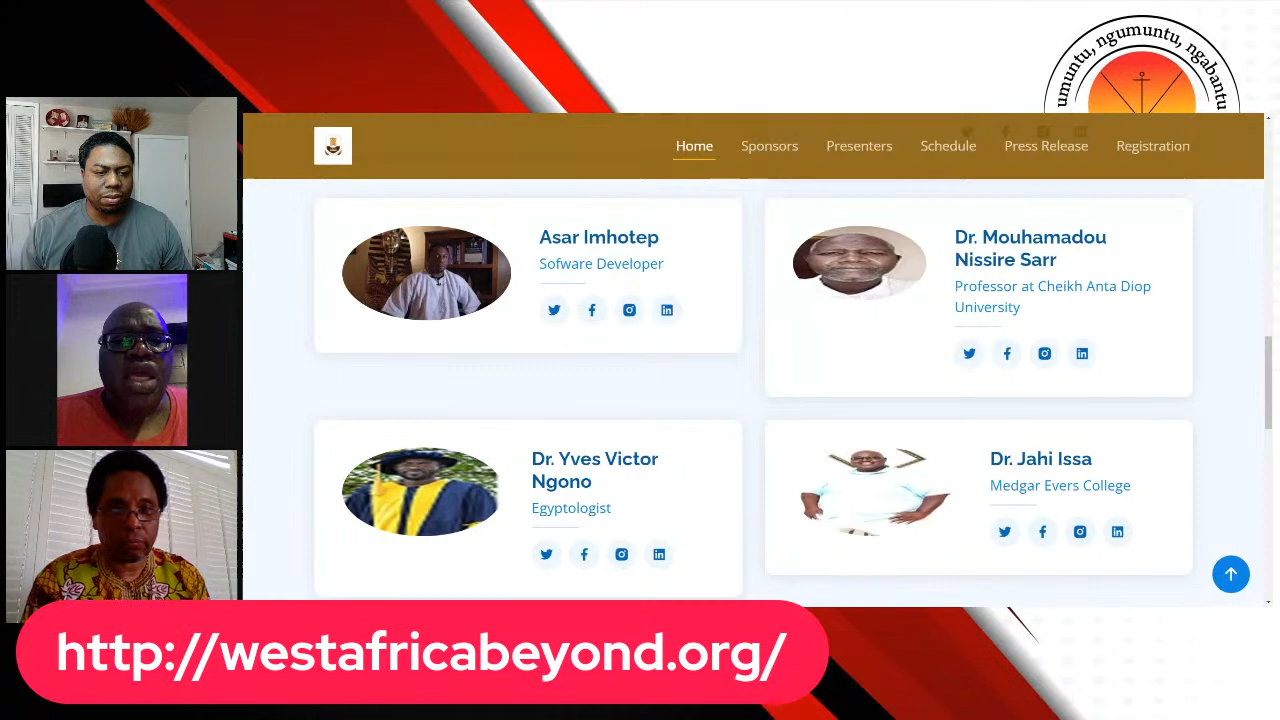 umuntu, ngumuntu, ngabantu
Home Sponsors Presenters Schedule Press Release Registration
Asar Imhotep
Sofware Developer
Dr. Mouhamadou
Nissire Sarr
Professor at Cheikh Anta Diop
University
Dr. Yves Victor
Ngono
Egyptologist
Dr. Jahi Issa
Medgar Evers College
http://westafricabeyond.org/